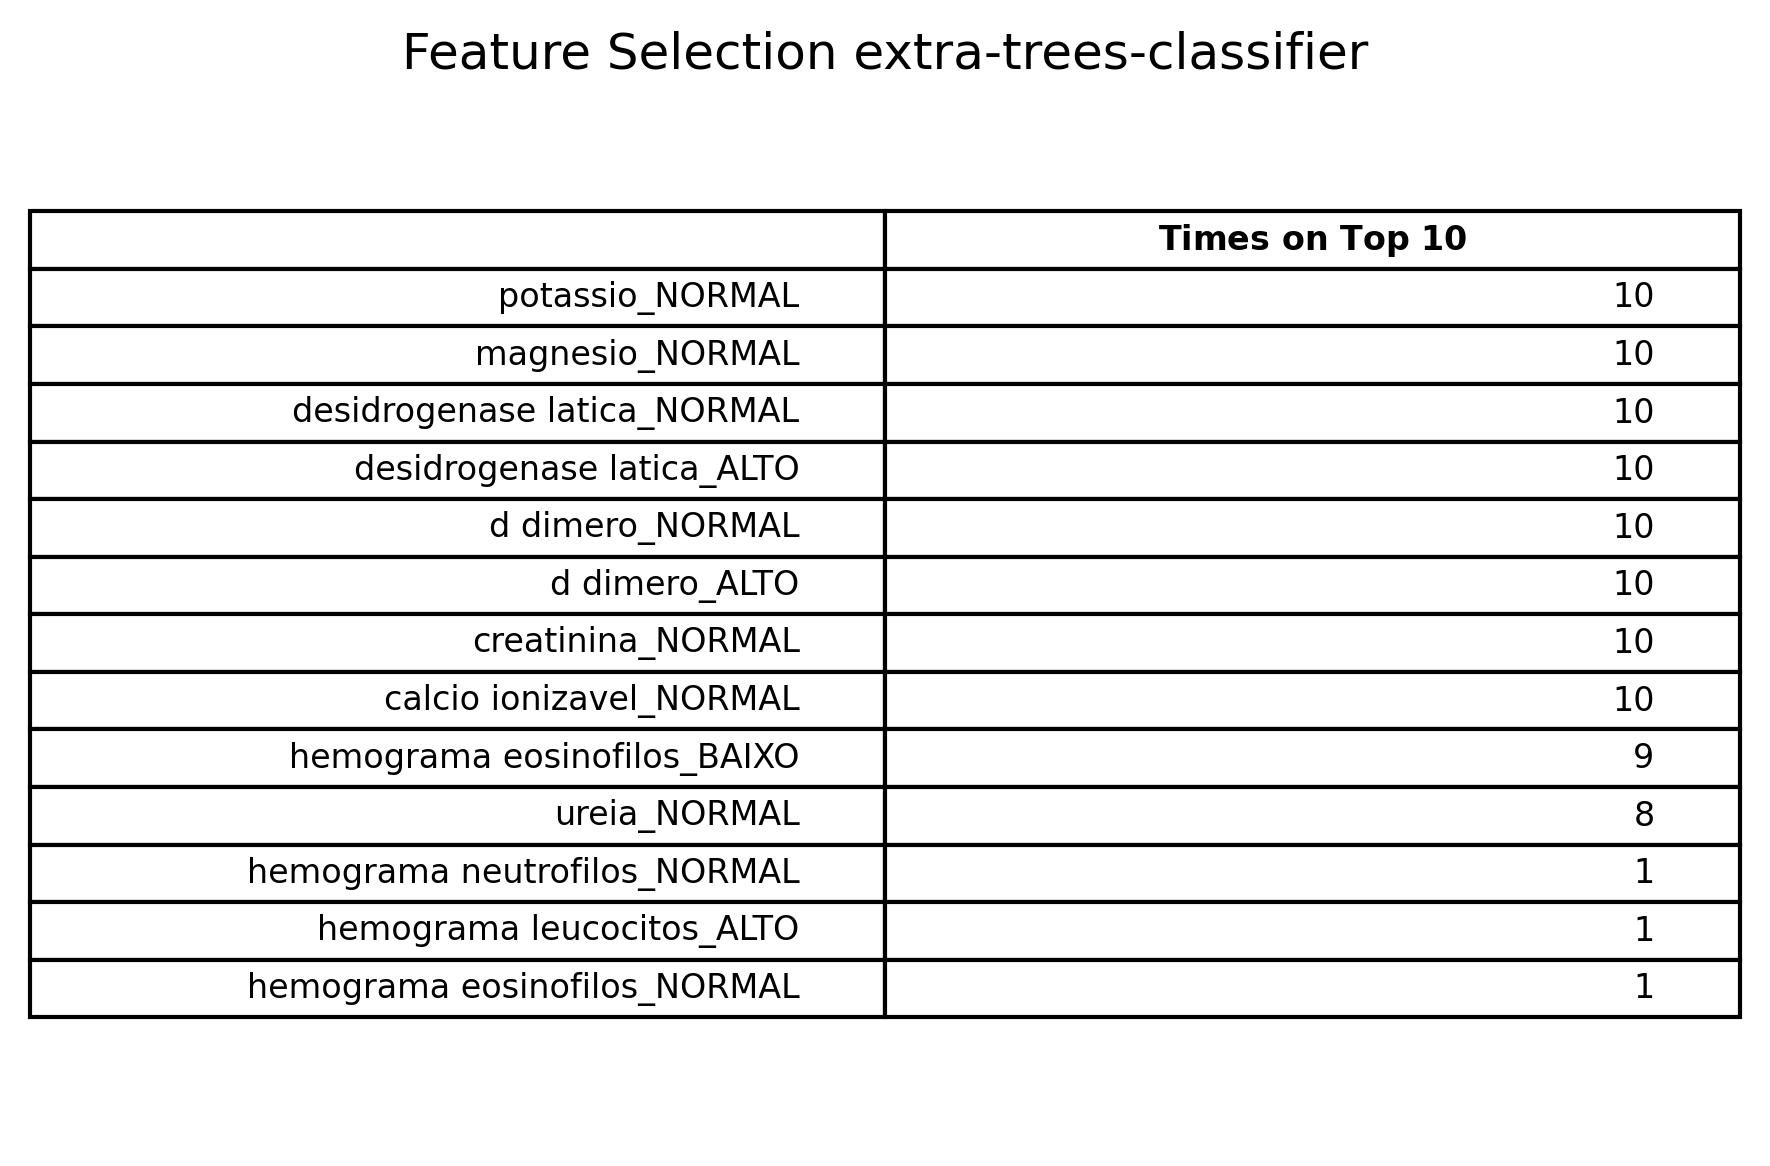 Feature Selection extra-trees-classifier
Times on Top 10
potassio_NORMAL 10
magnesio_NORMAL 10
desidrogenase latica_NORMAL 10
desidrogenase latica_ALTO 10
d dimero_NORMAL 10
d dimero_ALTO 10
creatinina_NORMAL 10
calcio ionizavel_NORMAL 10
hemograma eosinofilos_BAIXO 9
ureia_NORMAL 8
hemograma neutrofilos_NORMAL 1
hemograma leucocitos_ALTO 1
hemograma eosinofilos_NORMAL 1